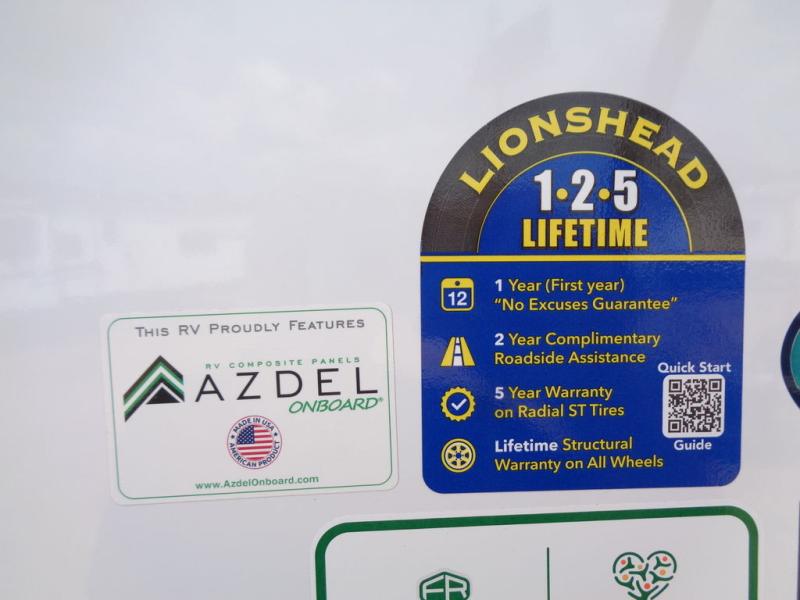 LIONSHEAD
1•2•5
LIFETIME
12
1 Year (First year)
"No Excuses Guarantee"
2 Year Complimentary
Roadside Assistance
5 Year Warranty
on Radial ST Tires
Quick Start
Guide
Lifetime Structural
Warranty on All Wheels
THIS RV PROUDLY FEATURES
RV COMPOSITE PANELS
AZDEL
ONBOARD®
MADE IN USA
AMERICAN PRODUCT
www.AzdelOnboard.com
FR